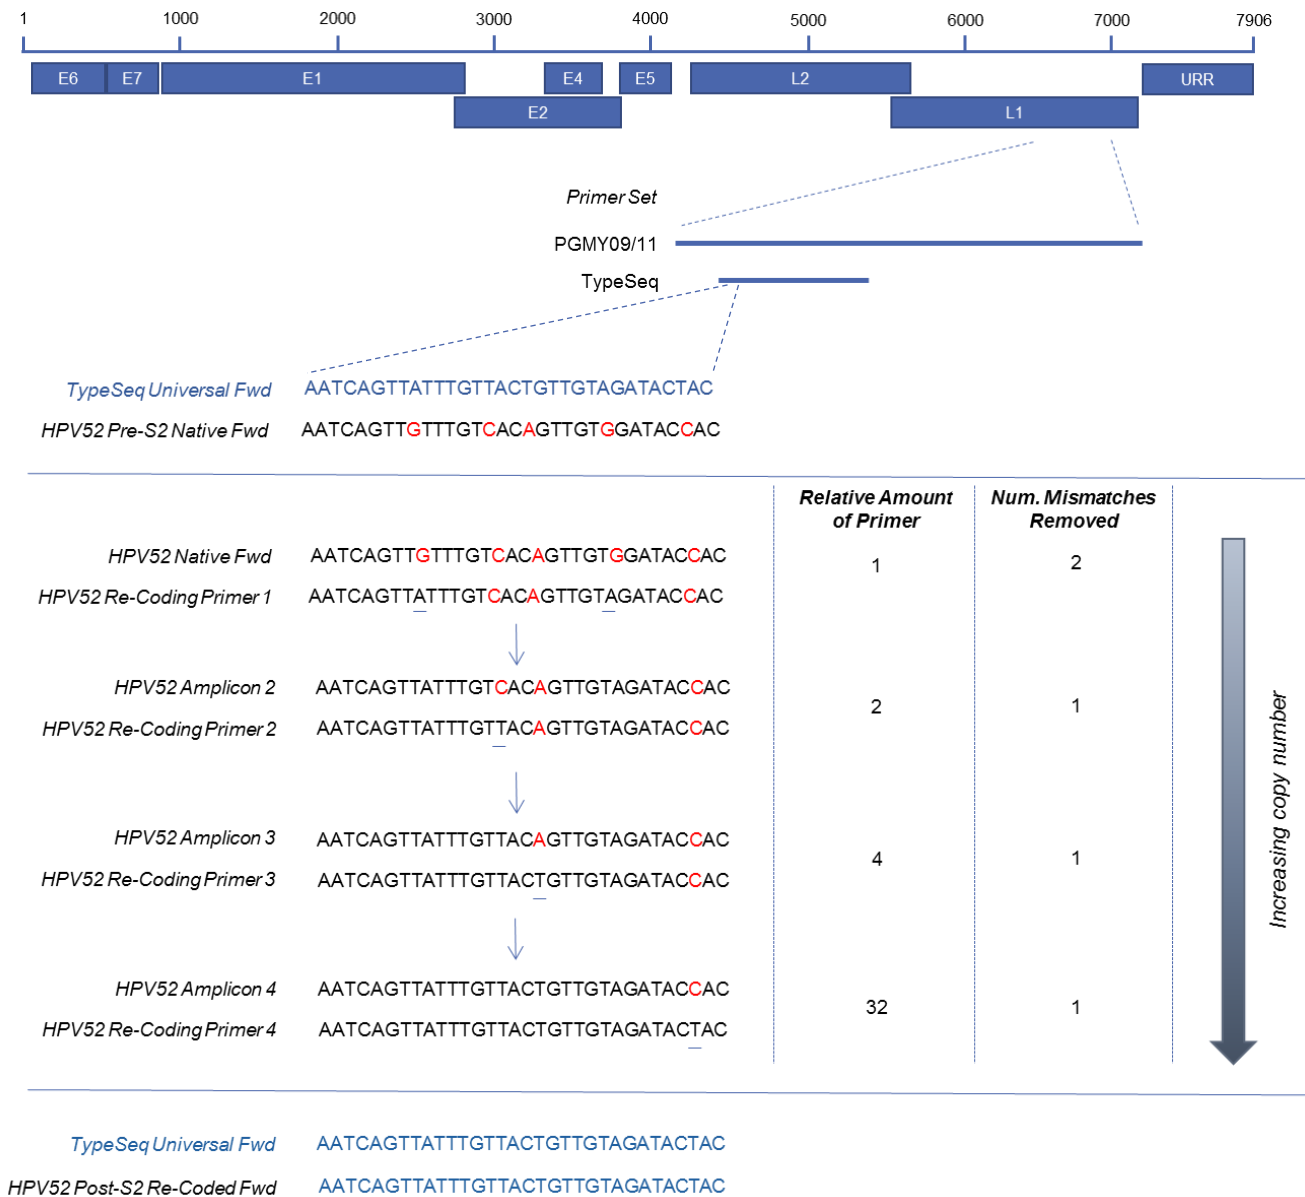 1 1000 2000 3000 4000 5000 6000 7000 7906
E6 E7 E1 E4 E5 L2 URR
E2 L1
Primer Set
PGMY09/11
TypeSeq
TypeSeq Universal Fwd AATCAGTTATTTGTTACTGTTGTAGATACTAC
HPV52 Pre-S2 Native Fwd AATCAGTTGTTTGTCACAGTTGTGGATACCAC
Relative Amount of Primer
Num. Mismatches Removed
HPV52 Native Fwd AATCAGTTGTTTGTCACAGTTGTGGATACCAC
1 2
HPV52 Re-Coding Primer 1 AATCAGTTATTTGTCACAGTTGTAGATACCAC
HPV52 Amplicon 2 AATCAGTTATTTGTCACAGTTGTAGATACCAC
2 1
HPV52 Re-Coding Primer 2 AATCAGTTATTTGTTACAGTTGTAGATACCAC
HPV52 Amplicon 3 AATCAGTTATTTGTTACAGTTGTAGATACCAC
4 1
HPV52 Re-Coding Primer 3 AATCAGTTATTTGTTACTGTTGTAGATACCAC
HPV52 Amplicon 4 AATCAGTTATTTGTTACTGTTGTAGATACCAC
32 1
HPV52 Re-Coding Primer 4 AATCAGTTATTTGTTACTGTTGTAGATACTAC
Increasing copy number
TypeSeq Universal Fwd AATCAGTTATTTGTTACTGTTGTAGATACTAC
HPV52 Post-S2 Re-Coded Fwd AATCAGTTATTTGTTACTGTTGTAGATACTAC